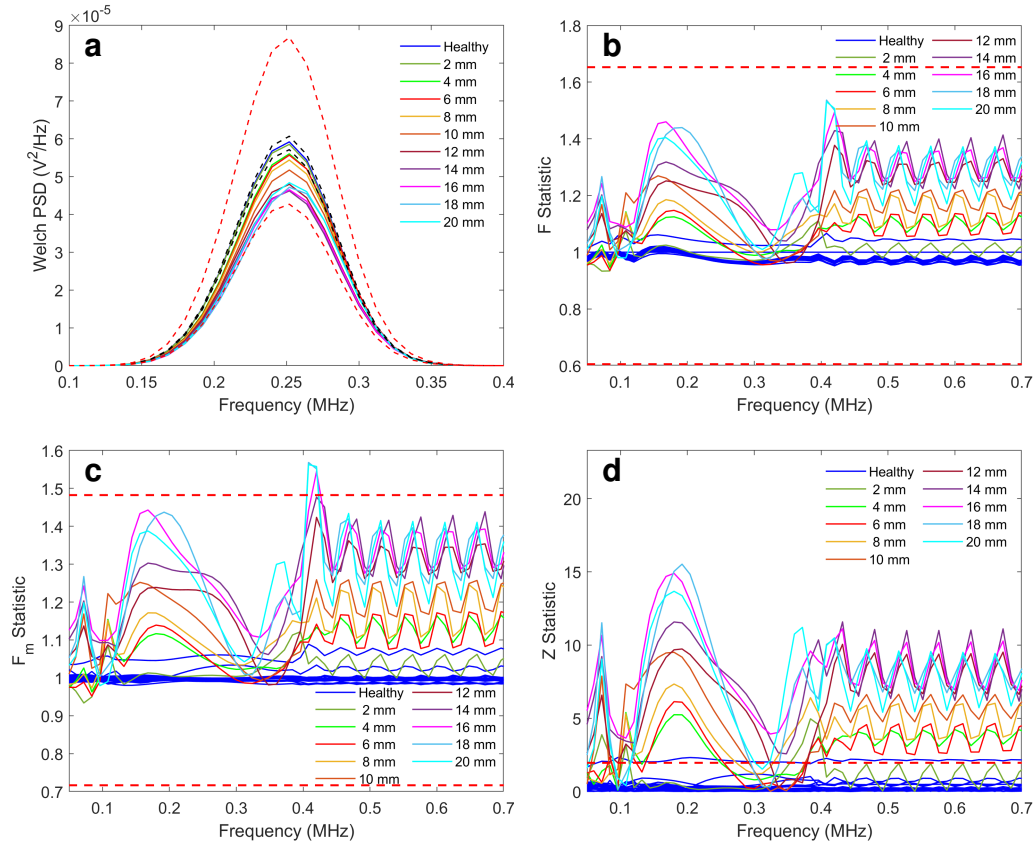 a
×10⁻⁵
Welch PSD (V²/Hz)
9
8
7
6
5
4
3
2
1
0
0.1 0.15 0.2 0.25 0.3 0.35 0.4
Frequency (MHz)
Healthy
2 mm
4 mm
6 mm
8 mm
10 mm
12 mm
14 mm
16 mm
18 mm
20 mm
b
F Statistic
1.8
1.6
1.4
1.2
1
0.8
0.6
0.1 0.2 0.3 0.4 0.5 0.6 0.7
Frequency (MHz)
Healthy
2 mm
4 mm
6 mm
8 mm
10 mm
12 mm
14 mm
16 mm
18 mm
20 mm
c
Fₘ Statistic
1.6
1.5
1.4
1.3
1.2
1.1
1
0.9
0.8
0.7
0.1 0.2 0.3 0.4 0.5 0.6 0.7
Frequency (MHz)
Healthy
2 mm
4 mm
6 mm
8 mm
10 mm
12 mm
14 mm
16 mm
18 mm
20 mm
d
Z Statistic
20
15
10
5
0
0.1 0.2 0.3 0.4 0.5 0.6 0.7
Frequency (MHz)
Healthy
2 mm
4 mm
6 mm
8 mm
10 mm
12 mm
14 mm
16 mm
18 mm
20 mm